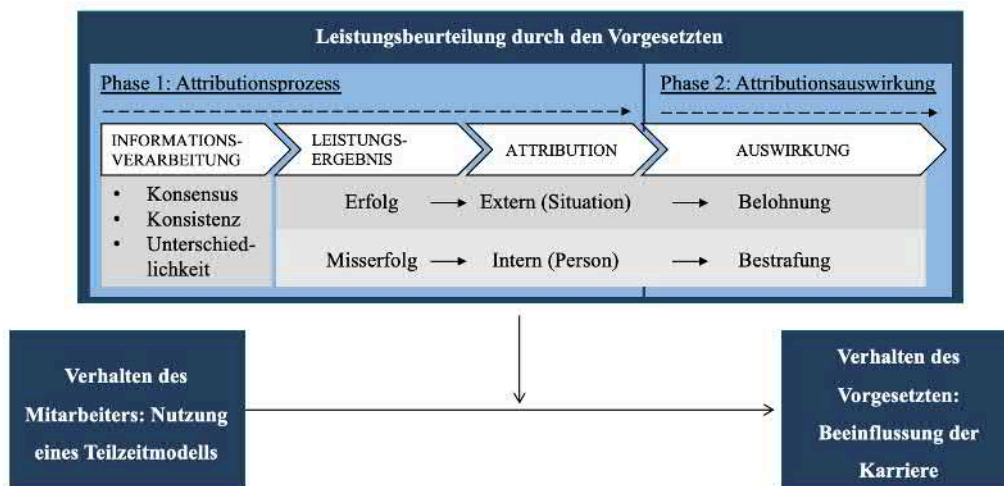 Leistungsbeurteilung durch den Vorgesetzten
Phase 1: Attributionsprozess
Phase 2: Attributionsauswirkung
INFORMATIONS-
VERARBEITUNG
LEISTUNGS-
ERGEBNIS
ATTRIBUTION
AUSWIRKUNG
• Konsensus
• Konsistenz
• Unterschied-
lichkeit
Erfolg
Extern (Situation)
Belohnung
Misserfolg
Intern (Person)
Bestrafung
Verhalten des
Mitarbeiters: Nutzung
eines Teilzeitmodells
Verhalten des
Vorgesetzten:
Beeinflussung der
Karriere